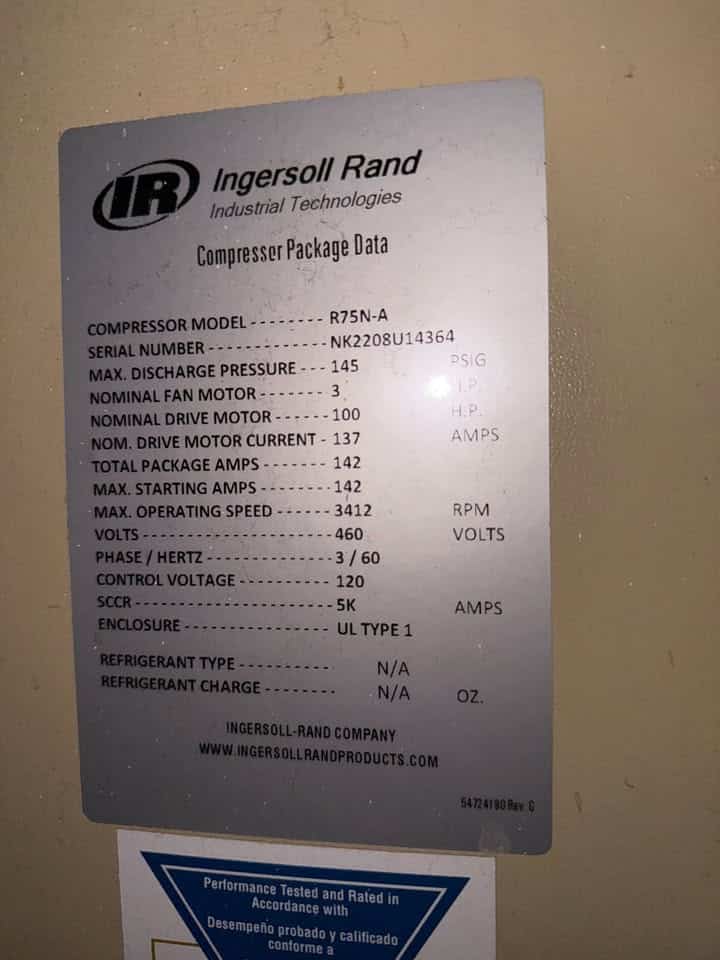 IR Ingersoll Rand
Industrial Technologies
Compresser Package Data
COMPRESSOR MODEL -------- R75N-A
SERIAL NUMBER ------------- NK2208U14364
MAX. DISCHARGE PRESSURE --- 145 PSIG
NOMINAL FAN MOTOR ------- 3
NOMINAL DRIVE MOTOR ------ 100 H.P.
NOM. DRIVE MOTOR CURRENT - 137 AMPS
TOTAL PACKAGE AMPS ------- 142
MAX. STARTING AMPS ------- 142
MAX. OPERATING SPEED ------ 3412 RPM
VOLTS ------------------- 460 VOLTS
PHASE / HERTZ ------------ 3 / 60
CONTROL VOLTAGE --------- 120
SCCR -------------------- 5K AMPS
ENCLOSURE --------------- UL TYPE 1
REFRIGERANT TYPE ---------- N/A
REFRIGERANT CHARGE -------- N/A OZ.
INGERSOLL-RAND COMPANY
WWW.INGERSOLLRANDPRODUCTS.COM
54724180 Rev. G
Performance Tested and Rated in
Accordance with
Desempeño probado y calificado
conforme a